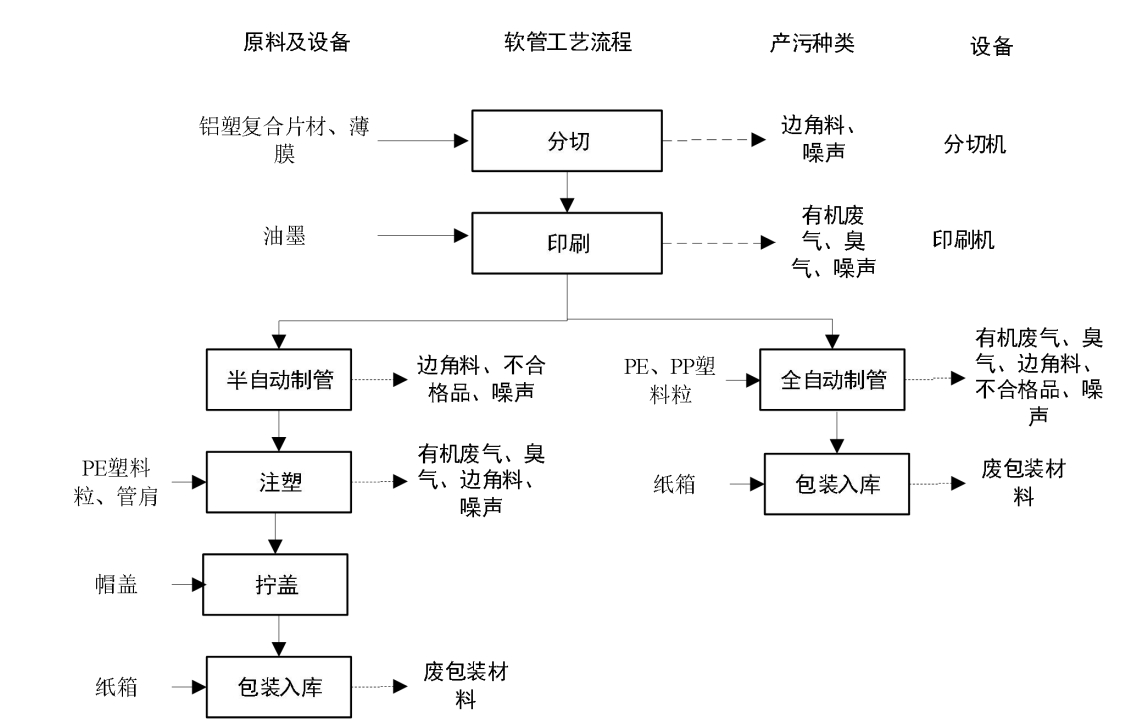 原料及设备
软管工艺流程
产污种类
设备
铝塑复合片材、薄
膜
分切
边角料、
噪声
分切机
油墨
印刷
有机废
气、臭
气、噪声
印刷机
半自动制管
边角料、不合
格品、噪声
PE、PP塑
料粒
全自动制管
有机废气、臭
气、边角料、
不合格品、噪
声
PE塑料
粒、管肩
注塑
有机废气、臭
气、边角料、
噪声
纸箱
包装入库
废包装材
料
帽盖
拧盖
纸箱
包装入库
废包装材
料